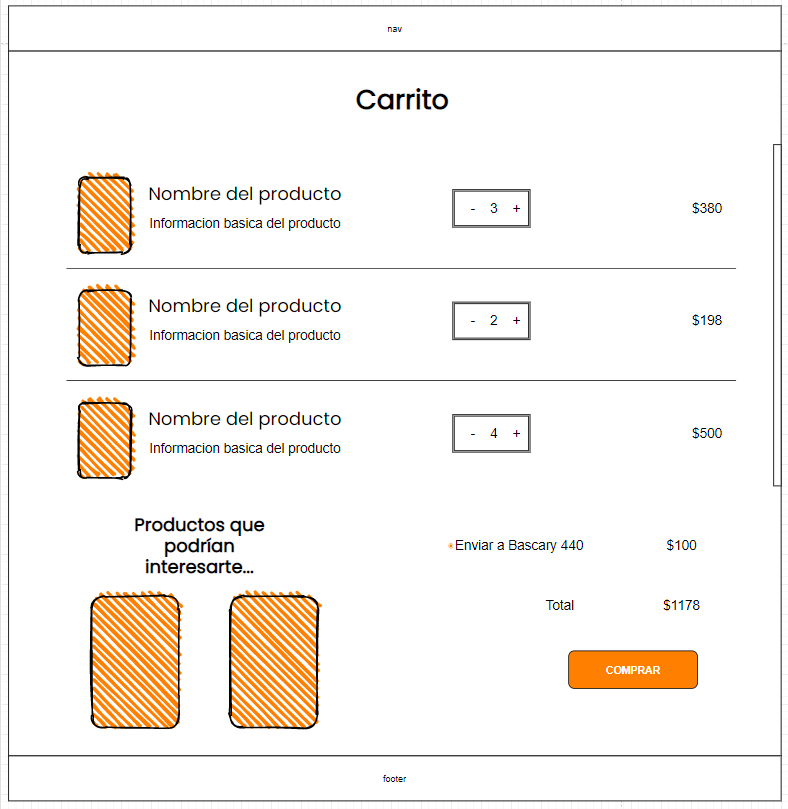 nav
Carrito
Nombre del producto
Informacion basica del producto
- 3 +
$380
Nombre del producto
Informacion basica del producto
- 2 +
$198
Nombre del producto
Informacion basica del producto
- 4 +
$500
Productos que
podrían
interesarte...
Enviar a Bascary 440
$100
Total
$1178
COMPRAR
footer